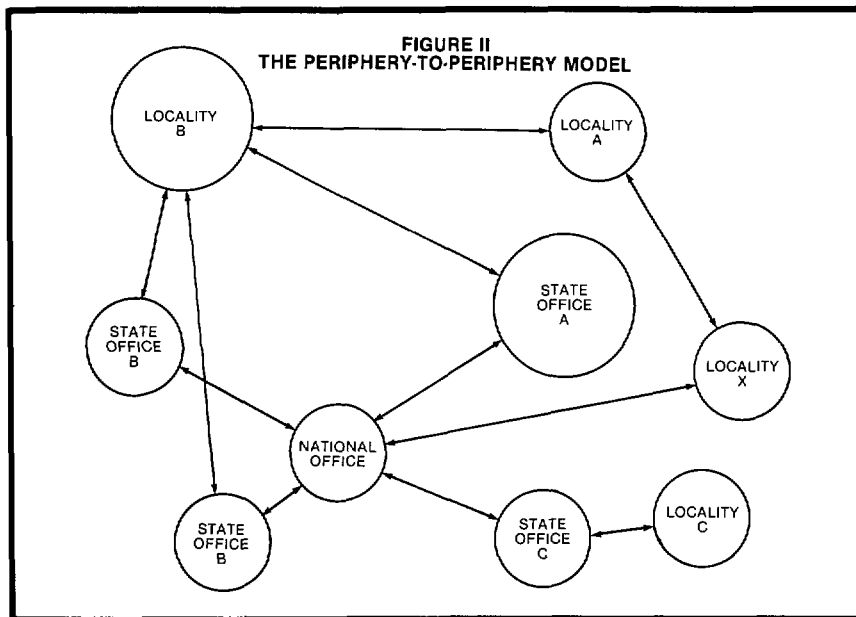 FIGURE II
THE PERIPHERY-TO-PERIPHERY MODEL
LOCALITY
B
LOCALITY
A
STATE
OFFICE
A
STATE
OFFICE
B
LOCALITY
X
NATIONAL
OFFICE
STATE
OFFICE
B
STATE
OFFICE
C
LOCALITY
C